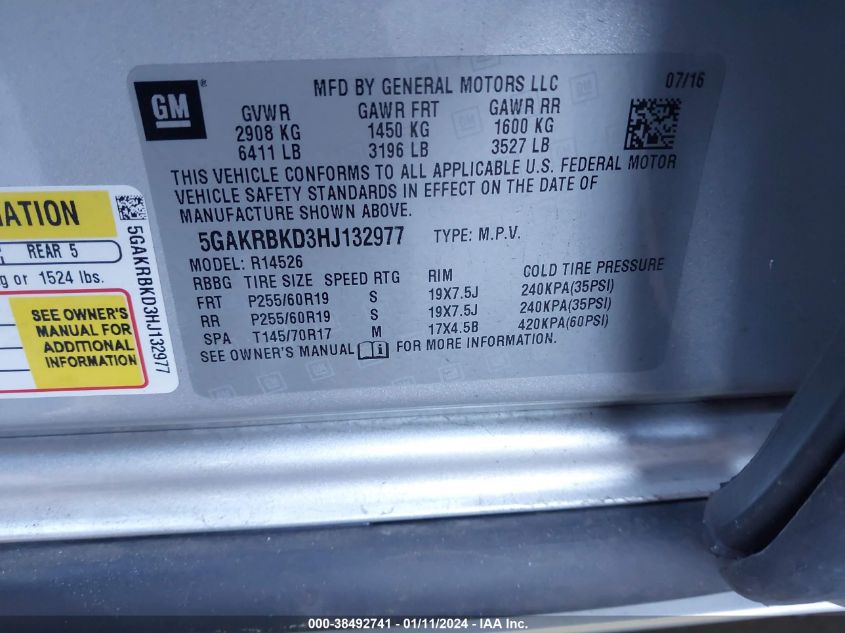 GM ®
MFD BY GENERAL MOTORS LLC 07/16
GVWR GAWR FRT GAWR RR
2908 KG 1450 KG 1600 KG
6411 LB 3196 LB 3527 LB
THIS VEHICLE CONFORMS TO ALL APPLICABLE U.S. FEDERAL MOTOR
VEHICLE SAFETY STANDARDS IN EFFECT ON THE DATE OF
MANUFACTURE SHOWN ABOVE.
5GAKRBKD3HJ132977 TYPE: M.P.V.
MODEL: R14526
RBBG TIRE SIZE SPEED RTG RIM COLD TIRE PRESSURE
FRT P255/60R19 S 19X7.5J 240KPA(35PSI)
RR P255/60R19 S 19X7.5J 240KPA(35PSI)
SPA T145/70R17 M 17X4.5B 420KPA(60PSI)
SEE OWNER'S MANUAL FOR MORE INFORMATION.
REAR 5
or 1524 lbs.
SEE OWNER'S
MANUAL FOR
ADDITIONAL
INFORMATION
5GAKRBKD3HJ132977
000-38492741 - 01/11/2024 - IAA Inc.